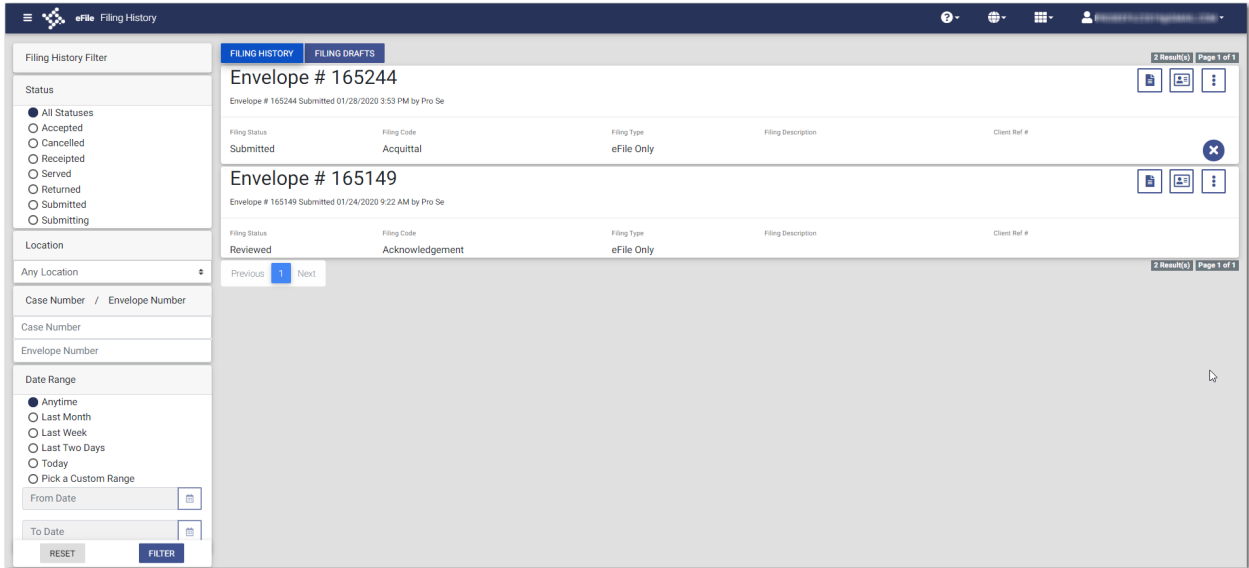 eFile Filing History
Filing History Filter
Status
All Statuses
Accepted
Cancelled
Receipted
Served
Returned
Submitted
Submitting
Location
Any Location
Case Number / Envelope Number
Case Number
Envelope Number
Date Range
Anytime
Last Month
Last Week
Last Two Days
Today
Pick a Custom Range
From Date
To Date
RESET FILTER
FILING HISTORY FILING DRAFTS
2 Result(s) Page 1 of 1
Envelope # 165244
Envelope # 165244 Submitted 01/28/2020 3:53 PM by Pro Se
Filing Status Filing Code Filing Type Filing Description Client Ref #
Submitted Acquittal eFile Only
Envelope # 165149
Envelope # 165149 Submitted 01/24/2020 9:22 AM by Pro Se
Filing Status Filing Code Filing Type Filing Description Client Ref #
Reviewed Acknowledgement eFile Only
Previous 1 Next
2 Result(s) Page 1 of 1